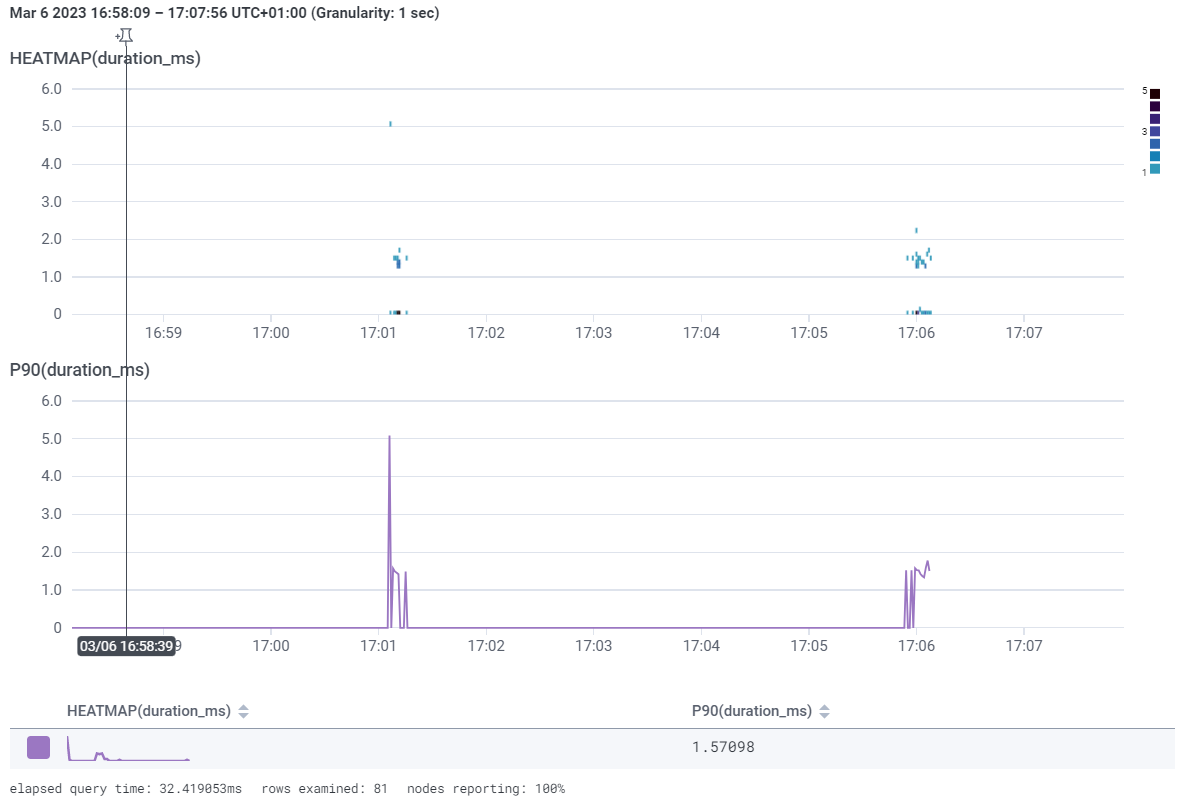 Mar 6 2023 16:58:09 – 17:07:56 UTC+01:00 (Granularity: 1 sec)
HEATMAP(duration_ms)
6.0
5.0
4.0
3.0
2.0
1.0
0
5
3
1
16:59 17:00 17:01 17:02 17:03 17:04 17:05 17:06 17:07
P90(duration_ms)
6.0
5.0
4.0
3.0
2.0
1.0
0
03/06 16:58:39 9 17:00 17:01 17:02 17:03 17:04 17:05 17:06 17:07
HEATMAP(duration_ms) P90(duration_ms)
1.57098
elapsed query time: 32.419053ms rows examined: 81 nodes reporting: 100%